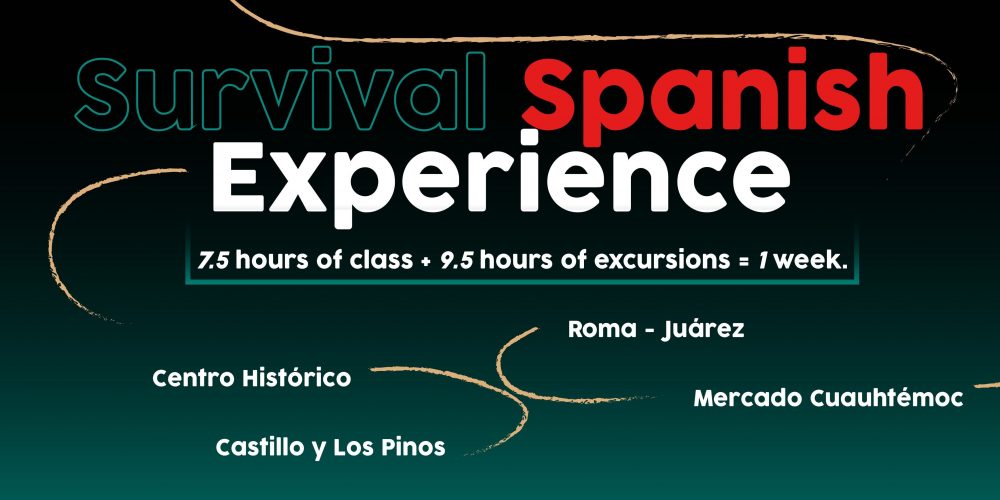 Survival Spanish
Experience
7.5 hours of class + 9.5 hours of excursions = 1 week.
Roma - Juárez
Centro Histórico
Mercado Cuauhtémoc
Castillo y Los Pinos